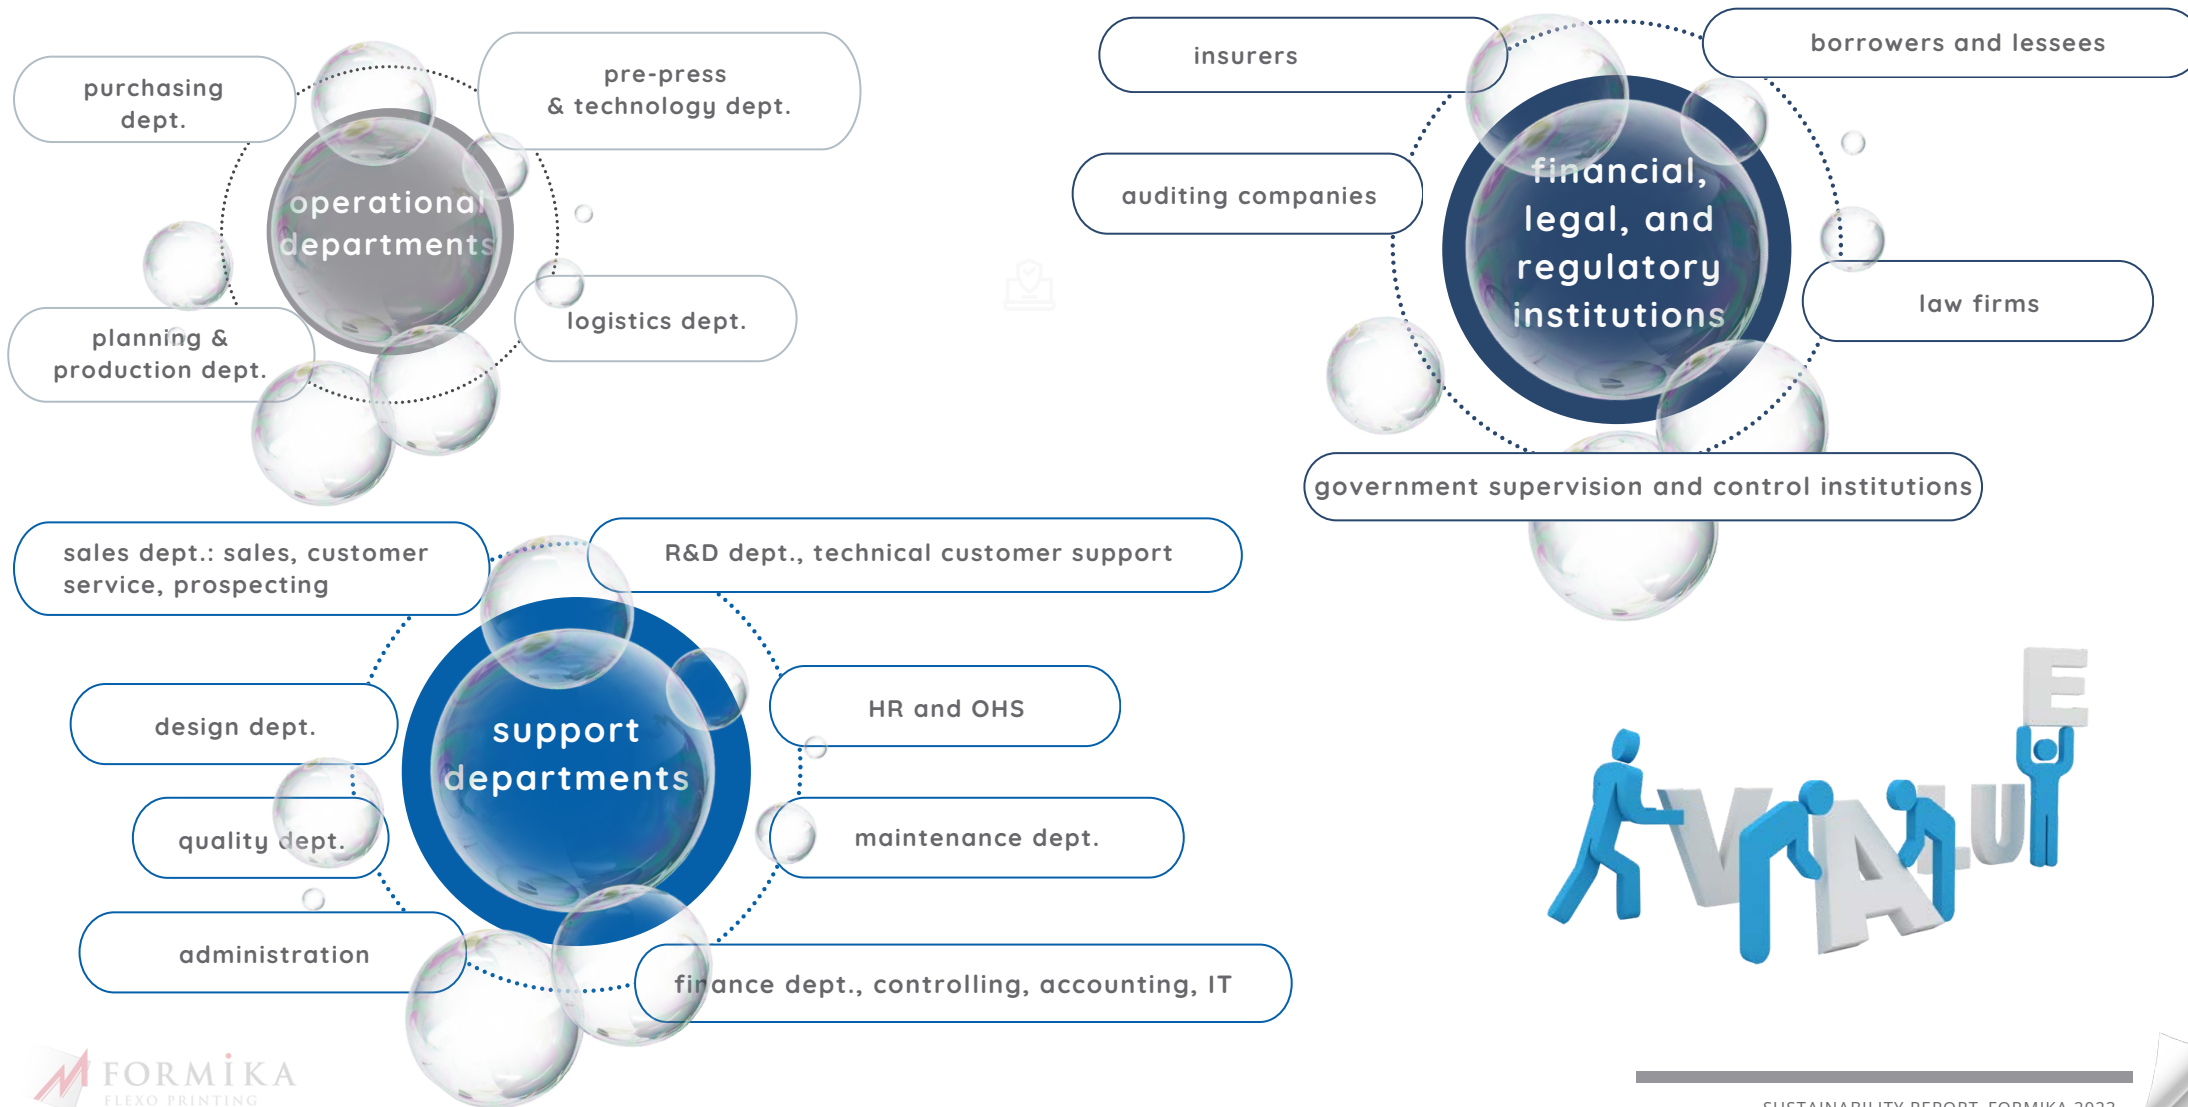 purchasing
dept.
pre-press
& technology dept.
operational
departments
planning &
production dept.
logistics dept.
insurers
borrowers and lessees
auditing companies
financial,
legal, and
regulatory
institutions
law firms
government supervision and control institutions
sales dept.: sales, customer
service, prospecting
R&D dept., technical customer support
design dept.
HR and OHS
support
departments
quality dept.
maintenance dept.
administration
finance dept., controlling, accounting, IT
VALUE
FORMiKA
FLEXO PRINTING
SUSTAINABILITY REPORT FORMIKA 2022